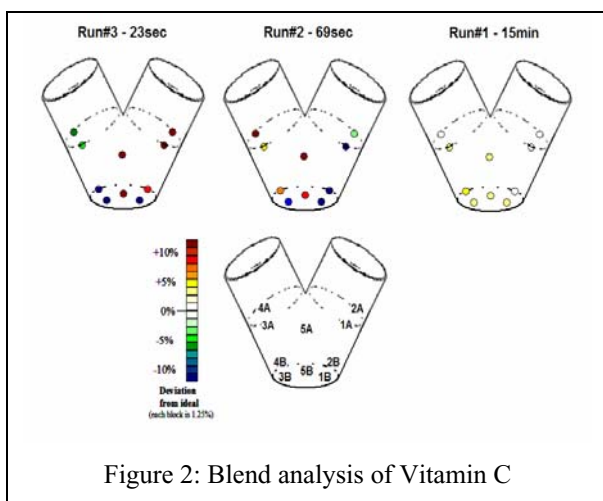 Run#3 - 23sec Run#2 - 69sec Run#1 - 15min
+10%
+5%
0%
-5%
-10%
Deviation
from ideal
(each block is 1.25%)
4A 2A
3A 5A 1A
4B. 2B
3B 5B 1B
Figure 2: Blend analysis of Vitamin C